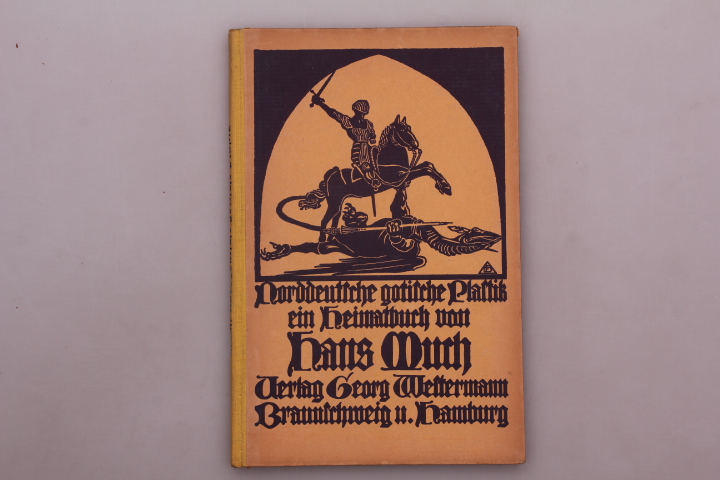 Norddeutsche gotische Plastik
ein Heimatbuch von
Hans Much
Verlag Georg Westermann
Braunschweig u. Hamburg